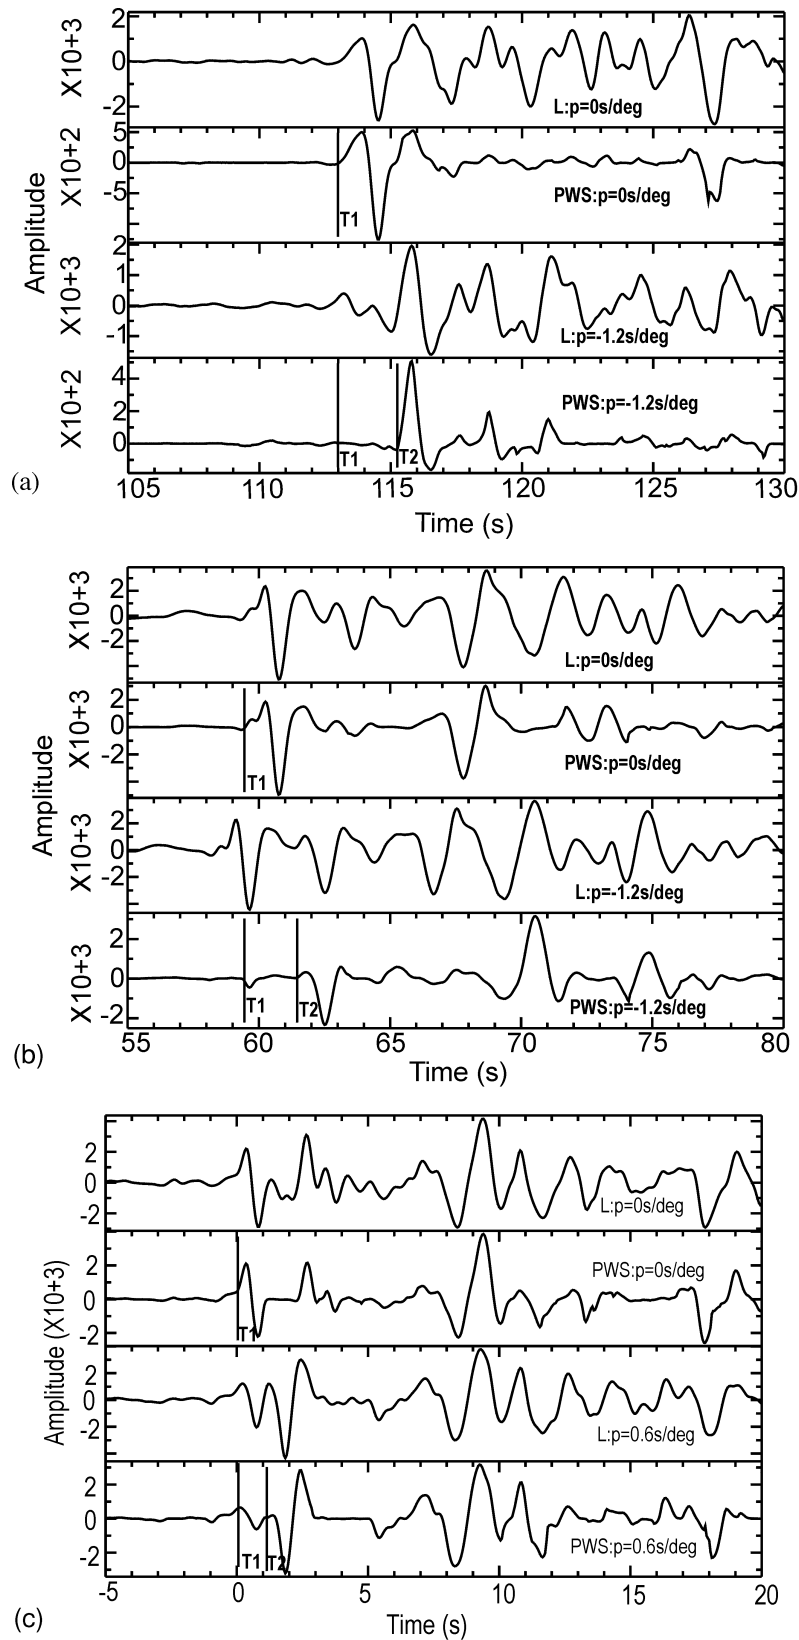 2
0
-2
X10+3
L:p=0s/deg
5
0
-5
X10+2
PWS:p=0s/deg
T1
Amplitude
2
1
0
-1
X10+3
L:p=-1.2s/deg
4
2
0
X10+2
PWS:p=-1.2s/deg
T1
T2
105 110 115 120 125 130
(a)
Time (s)
2
0
-2
X10+3
L:p=0s/deg
2
0
-2
X10+3
PWS:p=0s/deg
T1
Amplitude
2
0
-2
X10+3
L:p=-1.2s/deg
2
0
-2
X10+3
PWS:p=-1.2s/deg
T1
T2
55 60 65 70 75 80
(b)
Time (s)
2
0
-2
L:p=0s/deg
2
0
-2
PWS:p=0s/deg
T1
Amplitude (X10+3)
2
0
-2
L:p=0.6s/deg
2
0
-2
PWS:p=0.6s/deg
T1
T2
-5 0 5 10 15 20
(c)
Time (s)